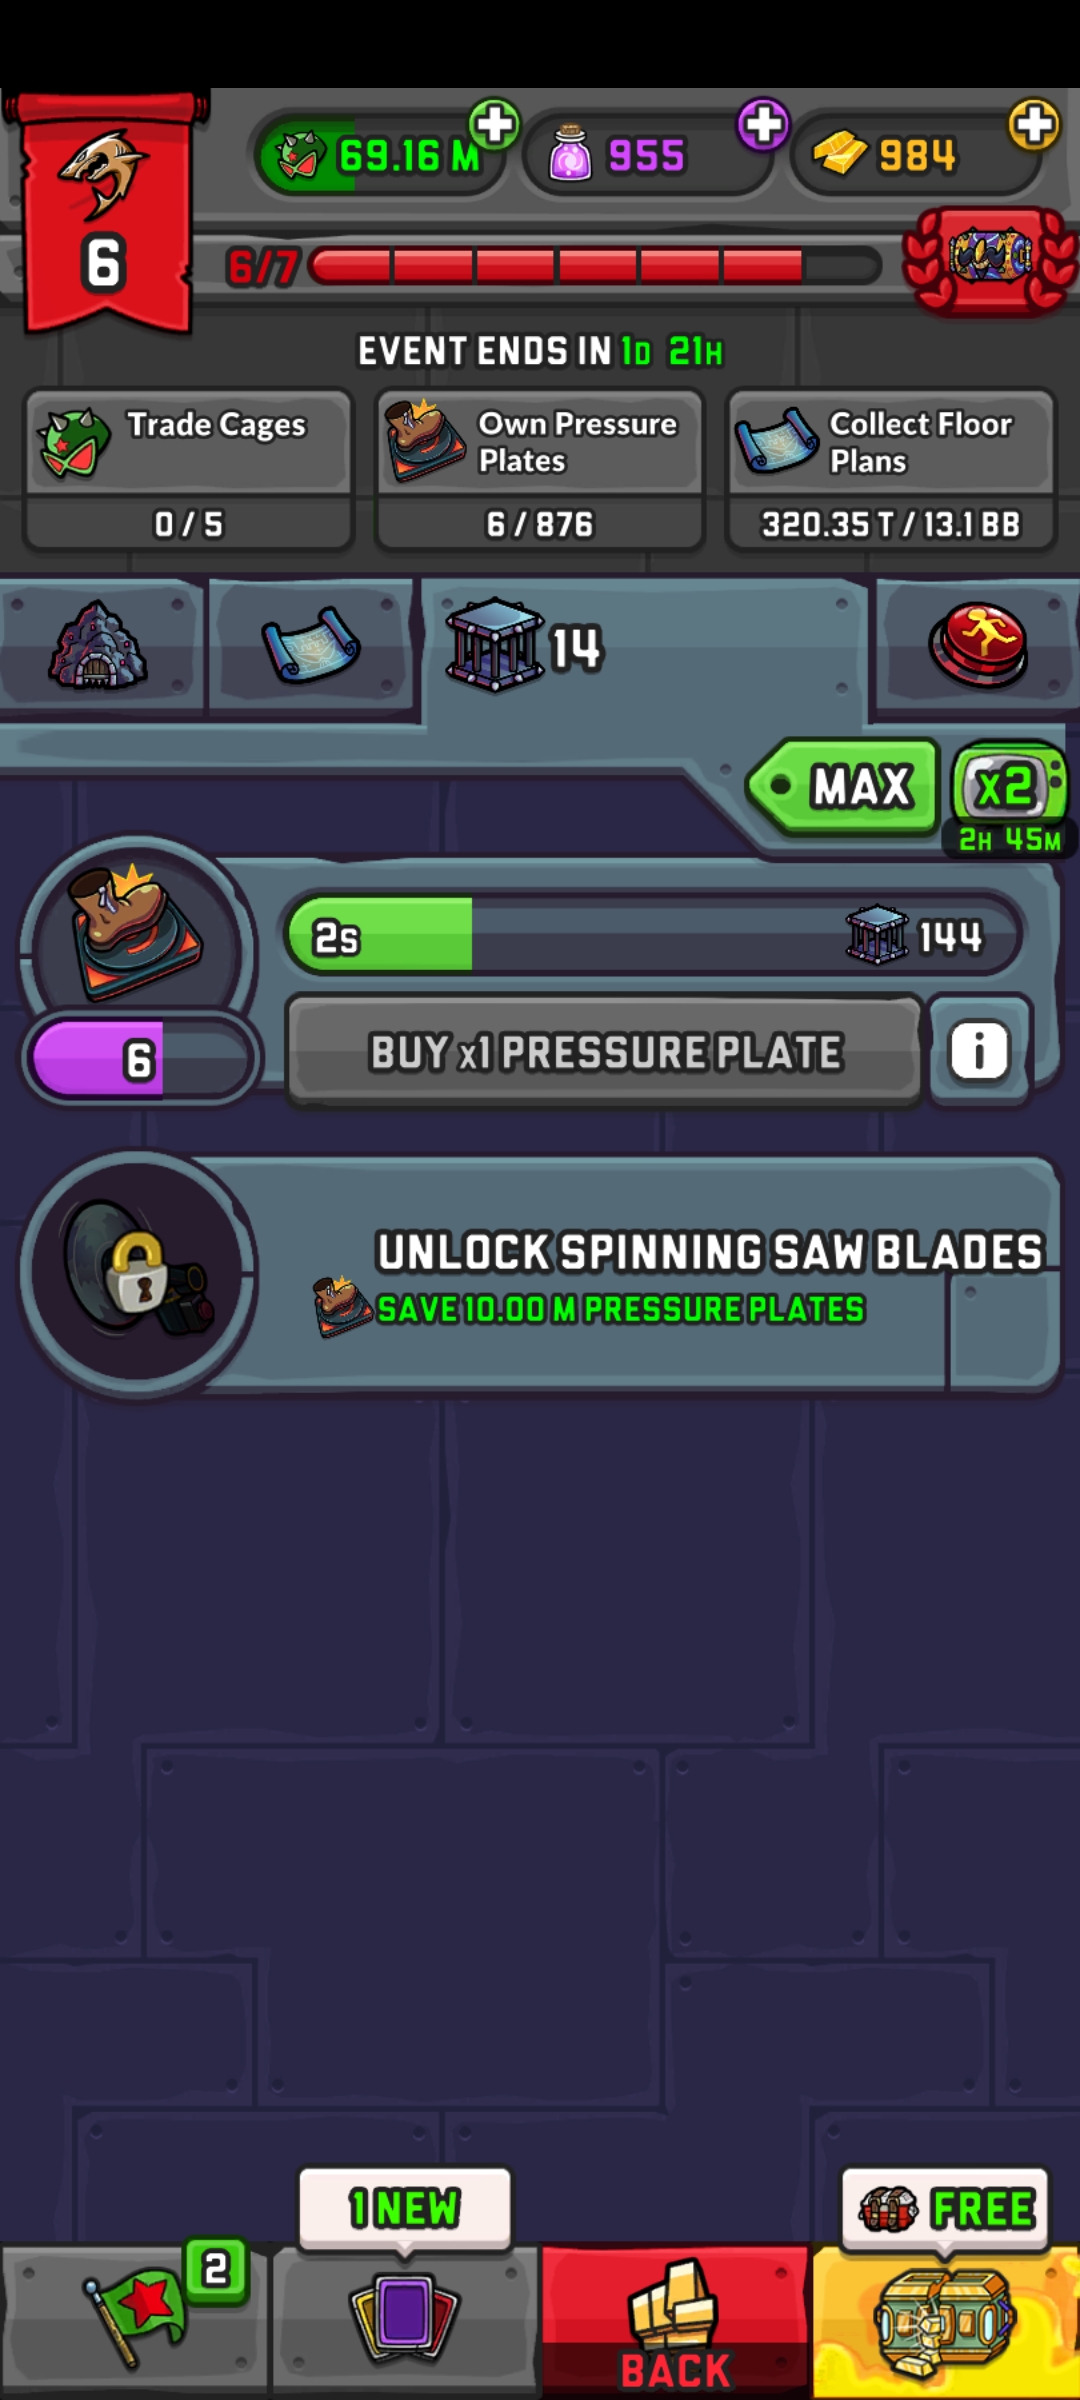 69.16 M
955
984
6
6/7
EVENT ENDS IN 1D 21H
Trade Cages
0 / 5
Own Pressure
Plates
6 / 876
Collect Floor
Plans
320.35 T / 13.1 BB
14
MAX
x2
2H 45M
2s
144
6
BUY x1 PRESSURE PLATE
i
UNLOCK SPINNING SAW BLADES
SAVE 10.00 M PRESSURE PLATES
1 NEW
FREE
2
BACK